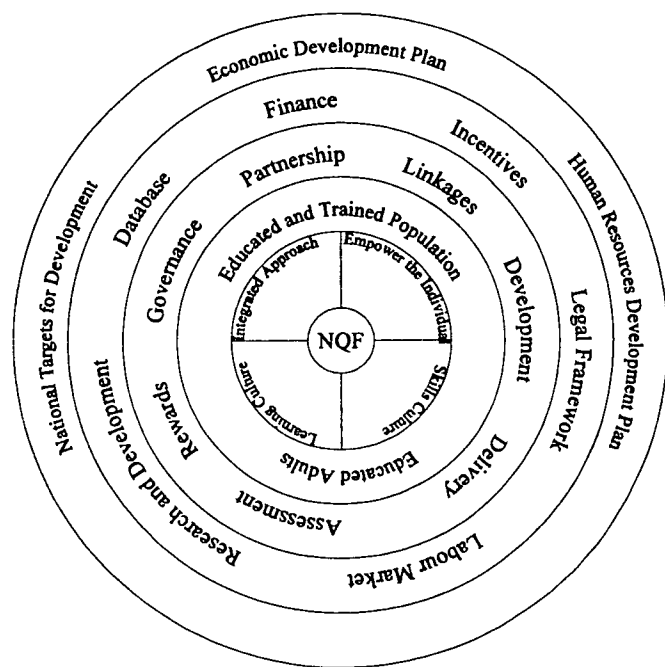 Economic Development Plan
Human Resources Development Plan
National Targets for Development
Finance
Incentives
Legal Framework
Labour Market
Research and Development
Database
Partnership
Linkages
Development
Delivery
Assessment
Rewards
Governance
Educated and Trained Population
Educated Adults
Integrated Approach
Empower the Individual
Skills Culure
Learning Culture
NQF